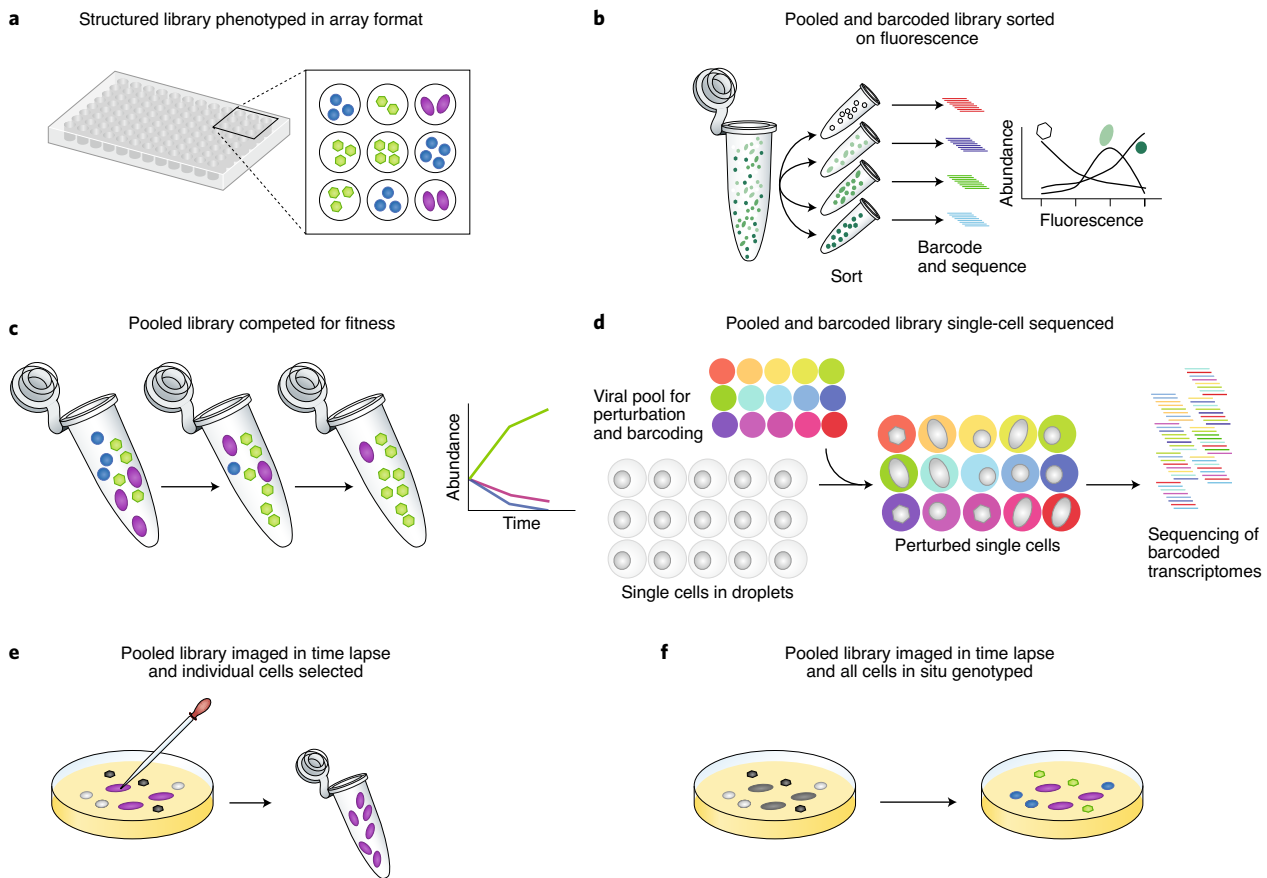 a
Structured library phenotyped in array format
b
Pooled and barcoded library sorted
on fluorescence
Sort
Barcode
and sequence
Abundance
Fluorescence
c
Pooled library competed for fitness
Abundance
Time
d
Pooled and barcoded library single-cell sequenced
Viral pool for
perturbation
and barcoding
Single cells in droplets
Perturbed single cells
Sequencing of
barcoded
transcriptomes
e
Pooled library imaged in time lapse
and individual cells selected
f
Pooled library imaged in time lapse
and all cells in situ genotyped